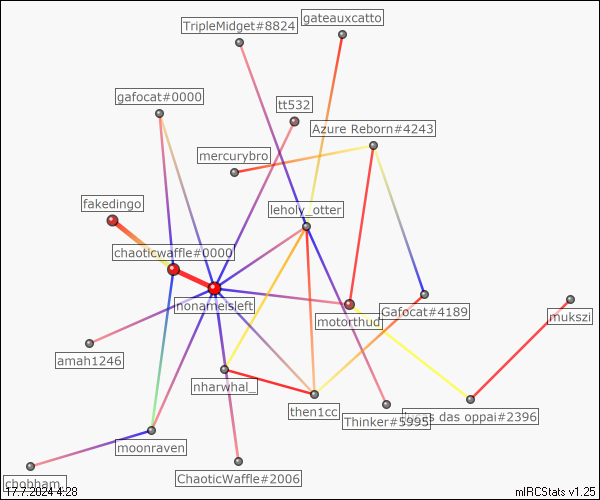 TripleMidget#8824
gateauxcatto
gafocat#0000
tt532
Azure Reborn#4243
mercurybro
fakedingo
leholy_otter
chaoticwaffle#0000
nonameisleft
motorthud
Gafocat#4189
mukszi
amah1246
nharwhal_
then1cc
Thinker#5995
das oppai#2396
moonraven
chobham_
ChaoticWaffle#2006
17.7.2024 4:28
mIRCStats v1.25